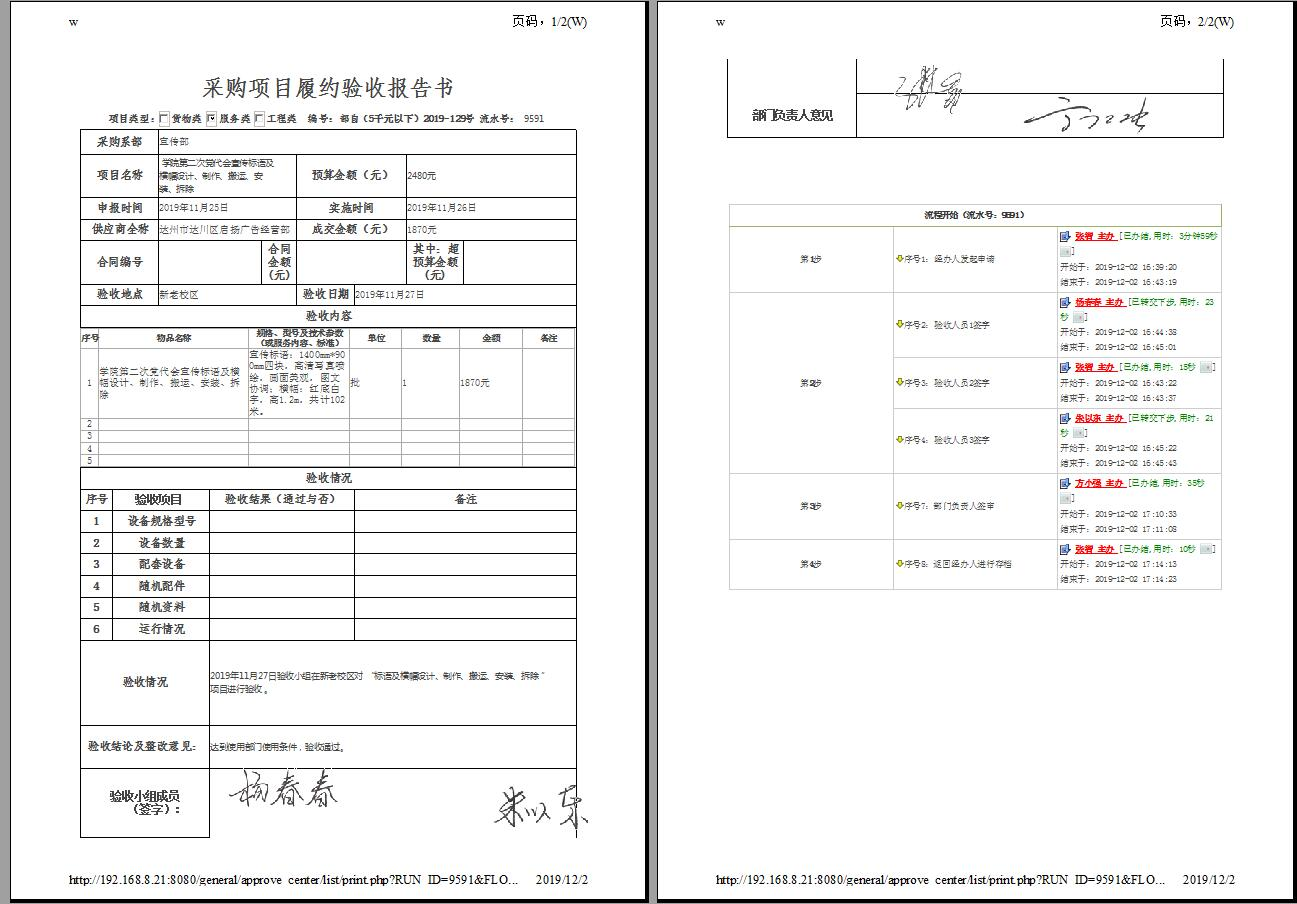 w
页码，1/2(W)
采购项目履约验收报告书
项目类型：货物类 服务类 工程类 编号：部自（5千元以下）2019-129号 流水号： 9591
采购系部 宣传部
项目名称 学院第二次党代会宣传标语及
横幅设计、制作、搬运、安
装、拆除
预算金额（元） 2480元
申报时间 2019年11月25日 实施时间 2019年11月26日
供应商全称 达州市达川区启扬广告经营部 成交金额（元） 1870元
合同编号
合同
金额
(元)
其中：超
预算金额
(元)
验收地点 新老校区 验收日期 2019年11月27日
验收内容
序号 物品名称 规格、型号及技术参数
（或服务内容、标准） 单位 数量 金额 备注
1
学院第二次党代会宣传标语及横
幅设计、制作、搬运、安装、拆
除
宣传标语：1400mm*90
0mm四块，高清写真喷
绘，画面美观，图文
协调；横幅：红底白
字，高1.2m，共计102
米。
批 1 1870元
2
3
4
5
验收情况
序号 验收项目 验收结果（通过与否） 备注
1 设备规格型号
2 设备数量
3 配套设备
4 随机配件
5 随机资料
6 运行情况
验收情况
2019年11月27日验收小组在新老校区对 “标语及横幅设计、制作、搬运、安装、拆除”
项目进行验收。
验收结论及整改意见： 达到使用部门使用条件，验收通过。
验收小组成员
（签字）：
杨春春
朱以东
http://192.168.8.21:8080/general/approve_center/list/print.php?RUN_ID=9591&FLO... 2019/12/2
w
页码，2/2(W)
部门负责人意见
流程开始（流水号：9591）
第1步
序号1：经办人发起申请
张智 主办 [已办结,用时：3分钟59秒
]
开始于：2019-12-02 16:39:20
结束于：2019-12-02 16:43:19
第2步
序号2：验收人员1签字
杨春春 主办 [已转交下步,用时：23
秒 ]
开始于：2019-12-02 16:44:38
结束于：2019-12-02 16:45:01
序号3：验收人员2签字
张智 主办 [已办结,用时：15秒 ]
开始于：2019-12-02 16:43:22
结束于：2019-12-02 16:43:37
序号4：验收人员3签字
朱以东 主办 [已转交下步,用时：21
秒 ]
开始于：2019-12-02 16:45:22
结束于：2019-12-02 16:45:43
第3步
序号7：部门负责人签审
方小强 主办 [已办结,用时：35秒
]
开始于：2019-12-02 17:10:33
结束于：2019-12-02 17:11:08
第4步
序号8：返回经办人进行存档
张智 主办 [已办结,用时：10秒 ]
开始于：2019-12-02 17:14:13
结束于：2019-12-02 17:14:23
http://192.168.8.21:8080/general/approve_center/list/print.php?RUN_ID=9591&FLO... 2019/12/2